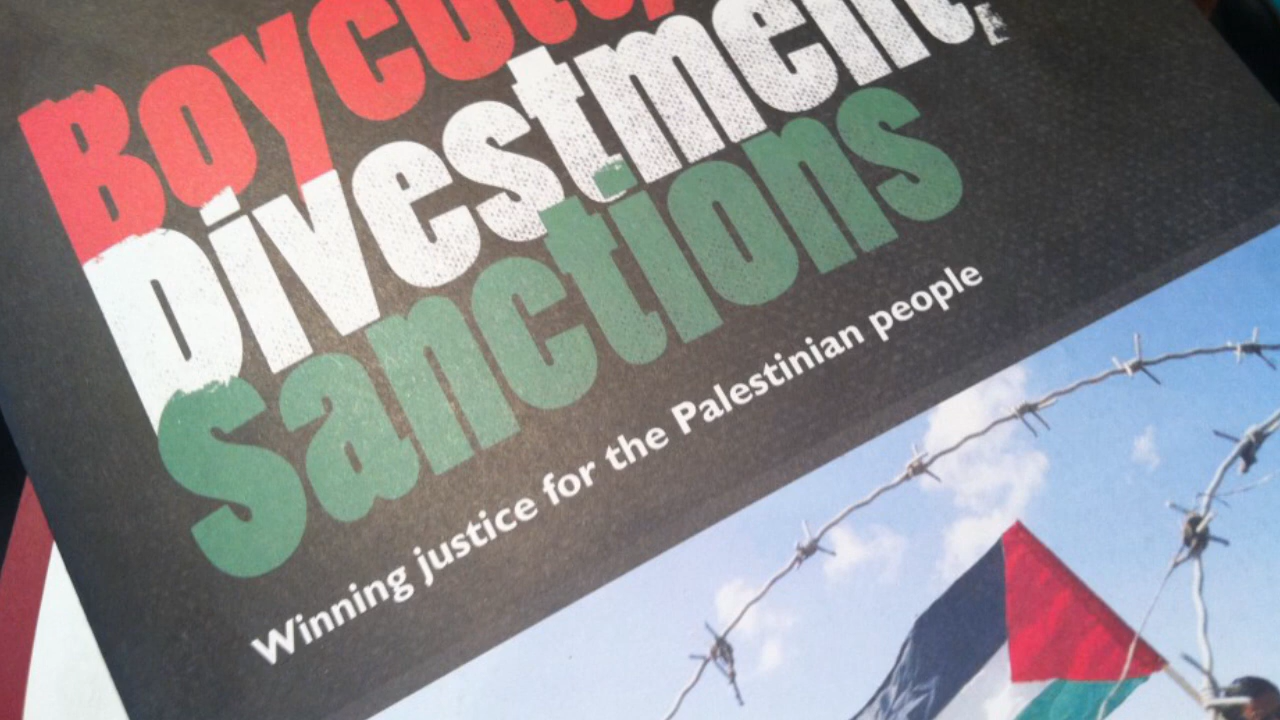 Boycott,
Divestment,
Sanctions
Winning justice for the Palestinian people